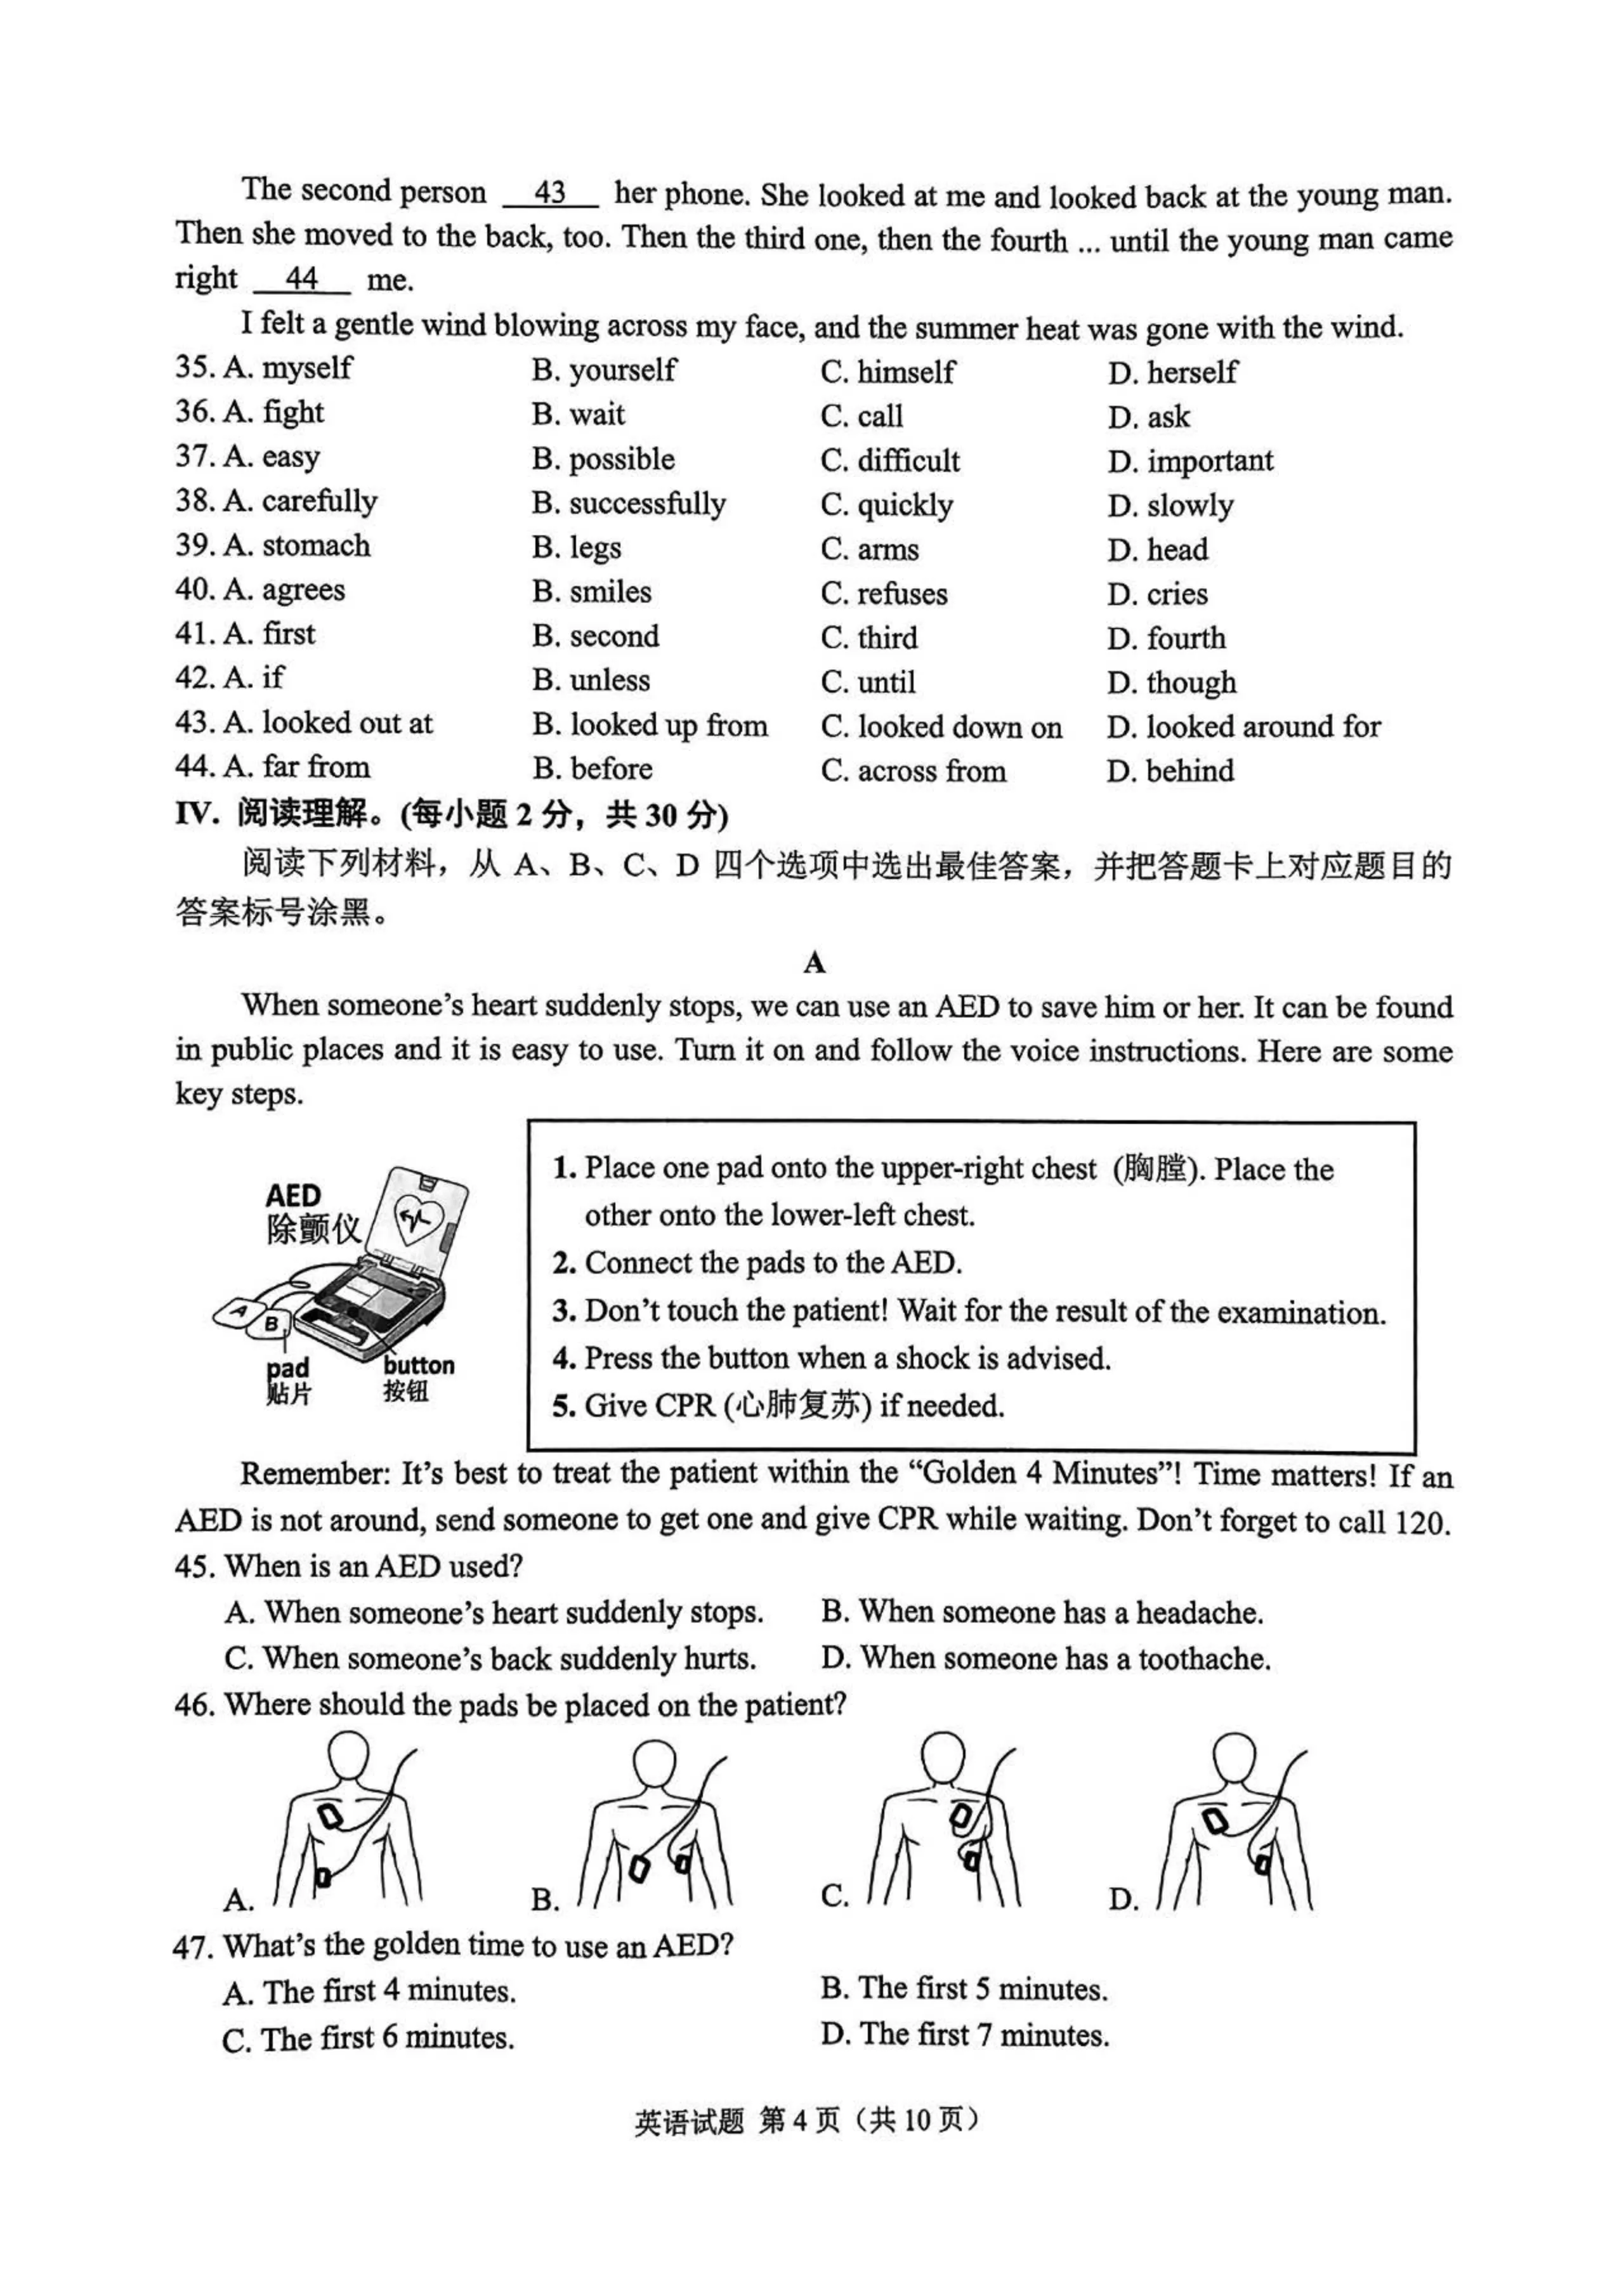 The second person 43 her phone. She looked at me and looked back at the young man.
Then she moved to the back, too. Then the third one, then the fourth ... until the young man came
right 44 me.
I felt a gentle wind blowing across my face, and the summer heat was gone with the wind.
35. A. myself B. yourself C. himself D. herself
36. A. fight B. wait C. call D. ask
37. A. easy B. possible C. difficult D. important
38. A. carefully B. successfully C. quickly D. slowly
39. A. stomach B. legs C. arms D. head
40. A. agrees B. smiles C. refuses D. cries
41. A. first B. second C. third D. fourth
42. A. if B. unless C. until D. though
43. A. looked out at B. looked up from C. looked down on D. looked around for
44. A. far from B. before C. across from D. behind
IV. 阅读理解。(每小题 2 分，共 30 分)
阅读下列材料，从 A、B、C、D 四个选项中选出最佳答案，并把答题卡上对应题目的
答案标号涂黑。
A
When someone's heart suddenly stops, we can use an AED to save him or her. It can be found
in public places and it is easy to use. Turn it on and follow the voice instructions. Here are some
key steps.
AED
除颤仪
A
B
pad
贴片
button
按钮
1. Place one pad onto the upper-right chest (胸膛). Place the
other onto the lower-left chest.
2. Connect the pads to the AED.
3. Don't touch the patient! Wait for the result of the examination.
4. Press the button when a shock is advised.
5. Give CPR (心肺复苏) if needed.
Remember: It's best to treat the patient within the “Golden 4 Minutes”! Time matters! If an
AED is not around, send someone to get one and give CPR while waiting. Don't forget to call 120.
45. When is an AED used?
A. When someone's heart suddenly stops. B. When someone has a headache.
C. When someone's back suddenly hurts. D. When someone has a toothache.
46. Where should the pads be placed on the patient?
A. B. C. D.
47. What's the golden time to use an AED?
A. The first 4 minutes. B. The first 5 minutes.
C. The first 6 minutes. D. The first 7 minutes.
英语试题 第 4 页（共 10 页）